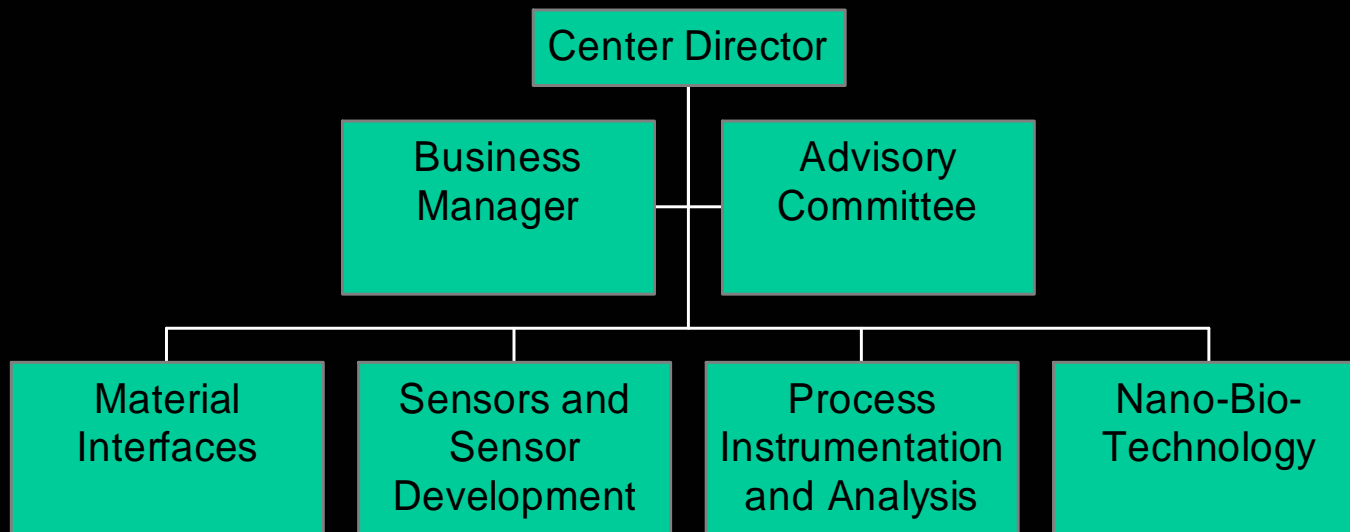 Center Director
Business
Manager
Advisory
Committee
Material
Interfaces
Sensors and
Sensor
Development
Process
Instrumentation
and Analysis
Nano-Bio-
Technology